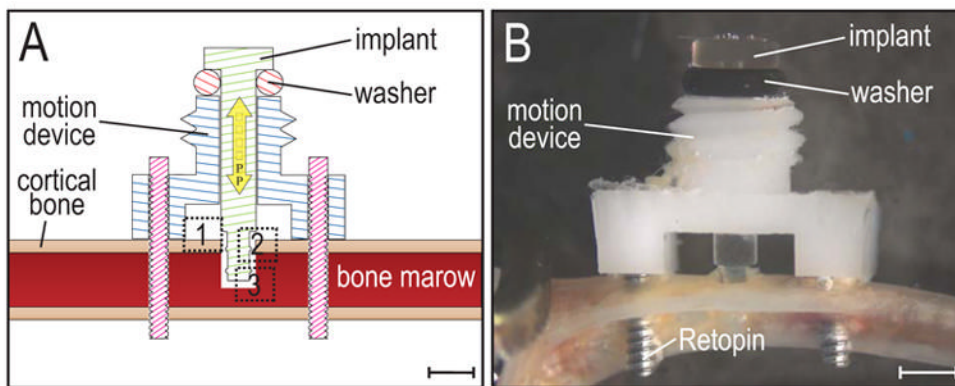 A
implant
washer
motion
device
cortical
bone
1
2
3
bone marow
B
implant
washer
motion
device
Retopin